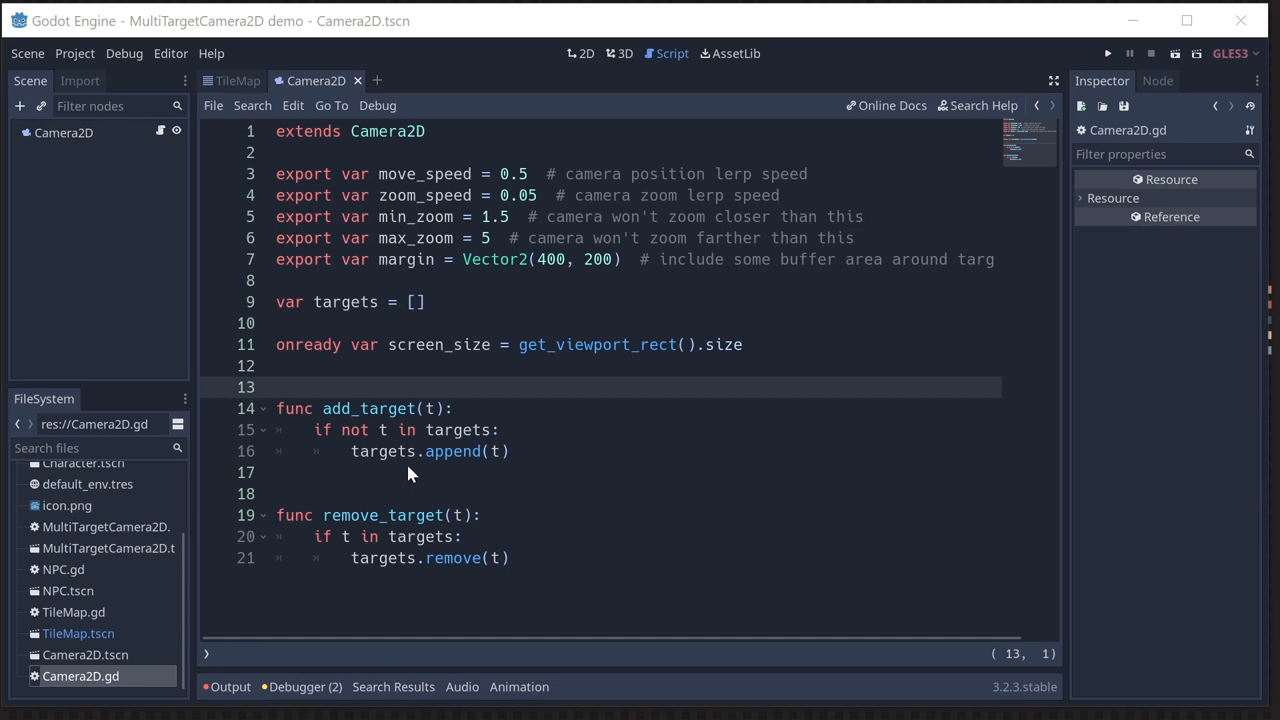 Godot Engine - MultiTargetCamera2D demo - Camera2D.tscn
Scene Project Debug Editor Help
2D 3D Script AssetLib
GLES3
Scene Import
TileMap Camera2D
Inspector Node
Filter nodes
File Search Edit Go To Debug
Online Docs Search Help
Camera2D
Camera2D.gd
Filter properties
Resource
Resource
Reference
1 extends Camera2D
2
3 export var move_speed = 0.5  # camera position lerp speed
4 export var zoom_speed = 0.05  # camera zoom lerp speed
5 export var min_zoom = 1.5  # camera won't zoom closer than this
6 export var max_zoom = 5  # camera won't zoom farther than this
7 export var margin = Vector2(400, 200)  # include some buffer area around targ
8
9 var targets = []
10
11 onready var screen_size = get_viewport_rect().size
12
13
14 func add_target(t):
15 if not t in targets:
16 targets.append(t)
17
18
19 func remove_target(t):
20 if t in targets:
21 targets.remove(t)
FileSystem
res://Camera2D.gd
Search files
Character.tscn
default_env.tres
icon.png
MultiTargetCamera2D.
MultiTargetCamera2D.t
NPC.gd
NPC.tscn
TileMap.gd
TileMap.tscn
Camera2D.tscn
Camera2D.gd
( 13, 1)
Output Debugger (2) Search Results Audio Animation
3.2.3.stable